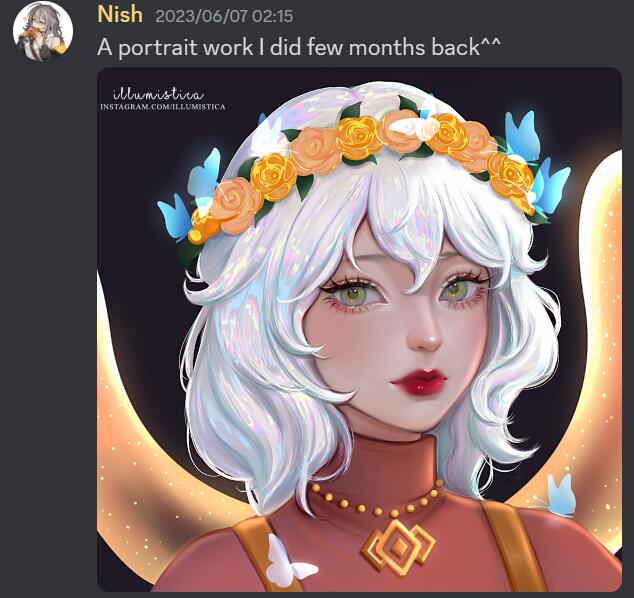 Nish 2023/06/07 02:15
A portrait work I did few months back^^
illumistica
INSTAGRAM.COM/ILLUMISTICA